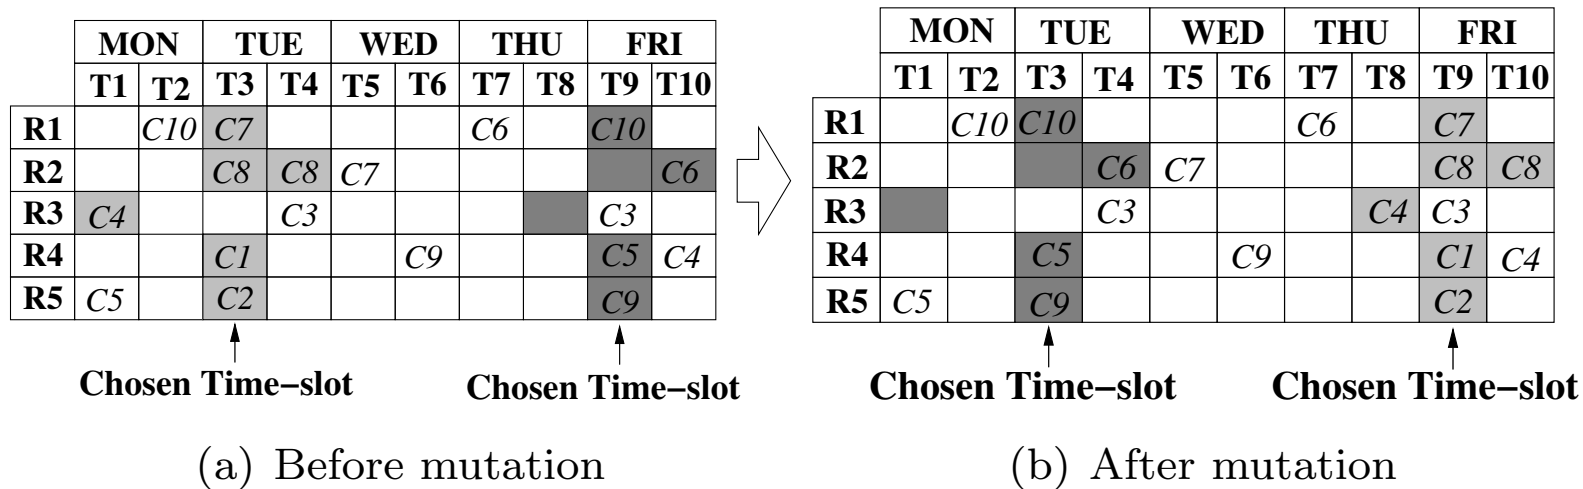 MON TUE WED THU FRI
T1 T2 T3 T4 T5 T6 T7 T8 T9 T10
R1 C10 C7 C6 C10
R2 C8 C8 C7 C6
R3 C4 C3 C3
R4 C1 C9 C5 C4
R5 C5 C2 C9
Chosen Time−slot Chosen Time−slot
(a) Before mutation
MON TUE WED THU FRI
T1 T2 T3 T4 T5 T6 T7 T8 T9 T10
R1 C10 C10 C6 C7
R2 C6 C7 C8 C8
R3 C3 C4 C3
R4 C5 C9 C1 C4
R5 C5 C9 C2
Chosen Time−slot Chosen Time−slot
(b) After mutation